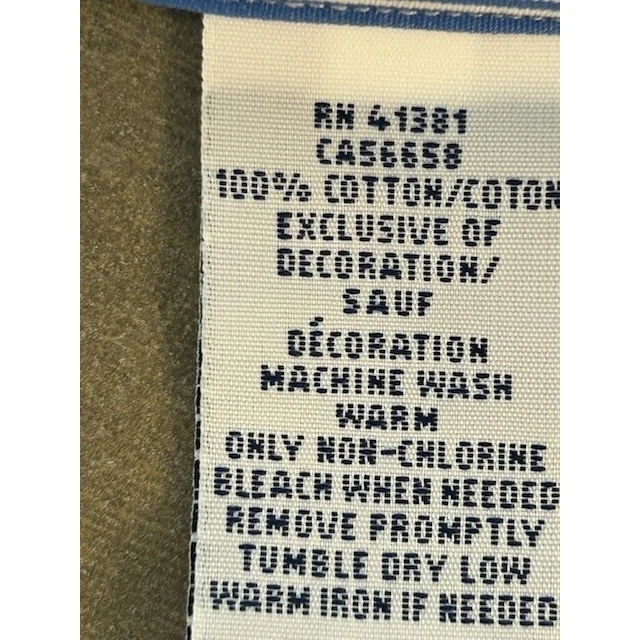 RN 41381
CA56658
100% COTTON/COTON
EXCLUSIVE OF
DECORATION/
SAUF
DÉCORATION
MACHINE WASH
WARM
ONLY NON-CHLORINE
BLEACH WHEN NEEDED
REMOVE PROMPTLY
TUMBLE DRY LOW
WARM IRON IF NEEDED